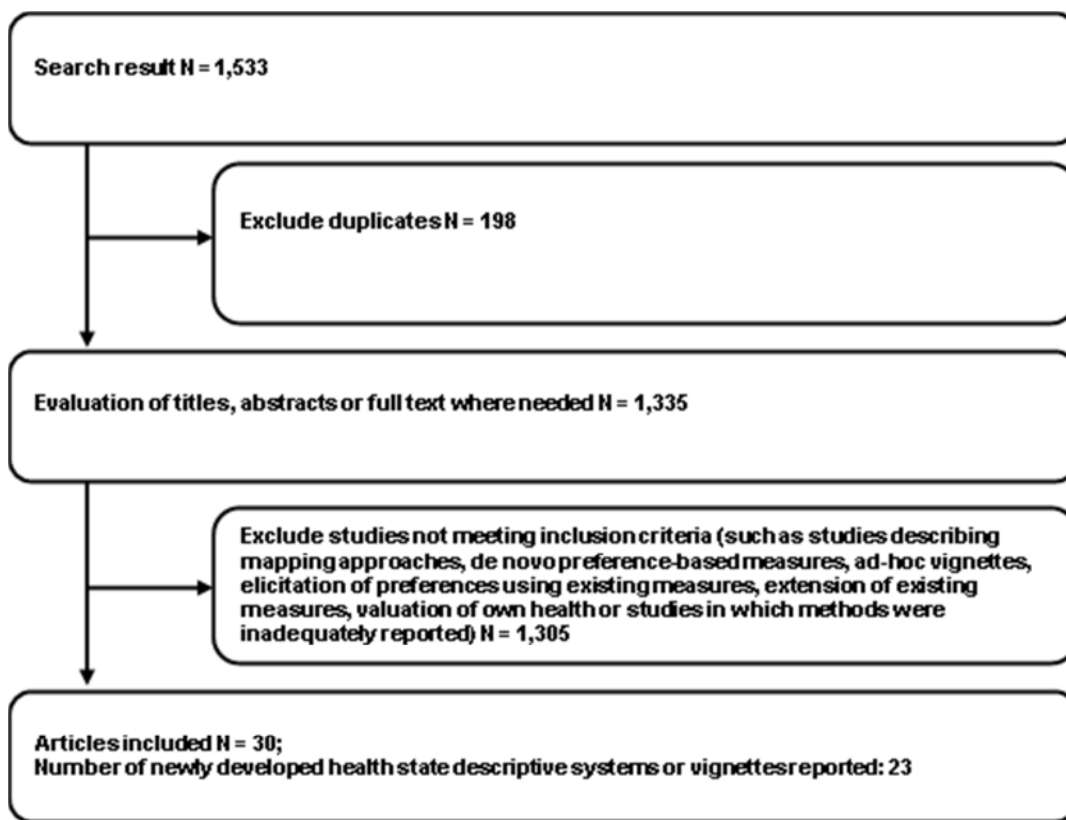 Search result N = 1,533
Exclude duplicates N = 198
Evaluation of titles, abstracts or full text where needed N = 1,335
Exclude studies not meeting inclusion criteria (such as studies describing
mapping approaches, de novo preference-based measures, ad-hoc vignettes,
elicitation of preferences using existing measures, extension of existing
measures, valuation of own health or studies in which methods were
inadequately reported) N = 1,305
Articles included N = 30;
Number of newly developed health state descriptive systems or vignettes reported: 23